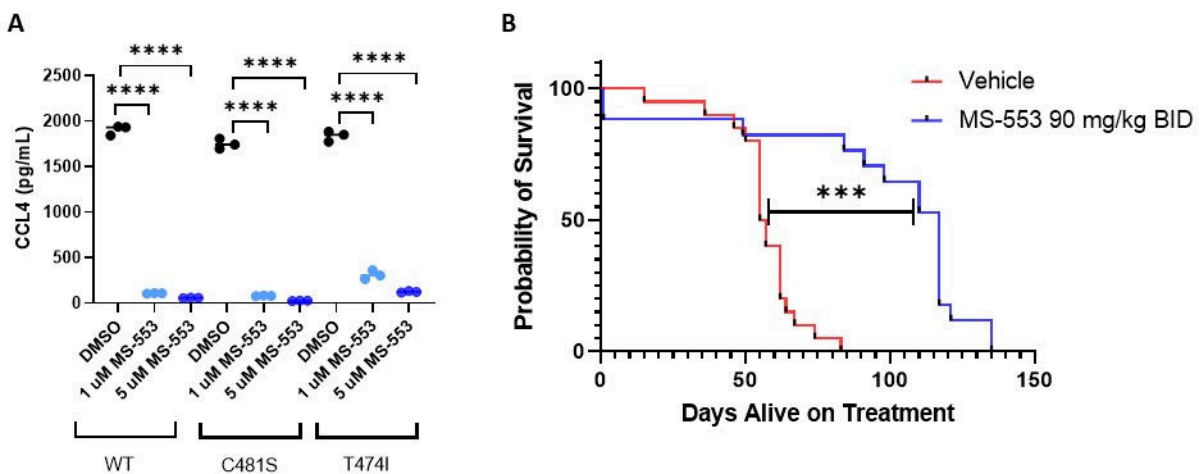 A
CCL4 (pg/mL)
2500
2000
1500
1000
500
0
****
****
****
****
****
****
DMSO
1 uM MS-553
5 uM MS-553
DMSO
1 uM MS-553
5 uM MS-553
DMSO
1 uM MS-553
5 uM MS-553
WT
C481S
T474I
B
Probability of Survival
100
50
0
Vehicle
MS-553 90 mg/kg BID
***
0
50
100
150
Days Alive on Treatment